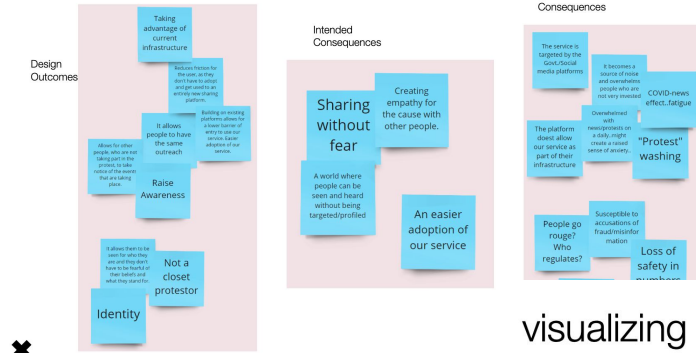 Design
Outcomes
Taking
advantage of
current
infrastructure
Reduces friction for
the user, as they
don't have to adopt
and get used to an
entirely new sharing
platform.
Building on existing
platforms allows for
a lower barrier of
entry to use our
service. Easier
adoption of our
service.
It allows
people to have
the same
outreach
Allows for other
people, who are not
taking part in the
protest, to take
notice of the events
that are taking
place.
Raise
Awareness
It allows them to be
seen for who they
are and they don't
have to be fearful of
their beliefs and
what they stand for.
Not a
closet
protestor
Identity
Intended
Consequences
Sharing
without
fear
Creating
empathy for
the cause with
other people.
A world where
people can be
seen and heard
without being
targeted/profiled
An easier
adoption of
our service
Consequences
The service is
targeted by the
Govt./Social
media platforms
It becomes a
source of noise
and overwhelms
people who are
not very invested
COVID-news
effect..fatigue
The platform
doest allow
our service as
part of their
infrastructure
Overwhelmed
with
news/protests on
a daily, might
create a raised
sense of anxiety..
"Protest"
washing
People go
rouge?
Who
regulates?
Susceptible to
accusations of
fraud/misinfor
mation
Loss of
safety in
numbers
visualizing